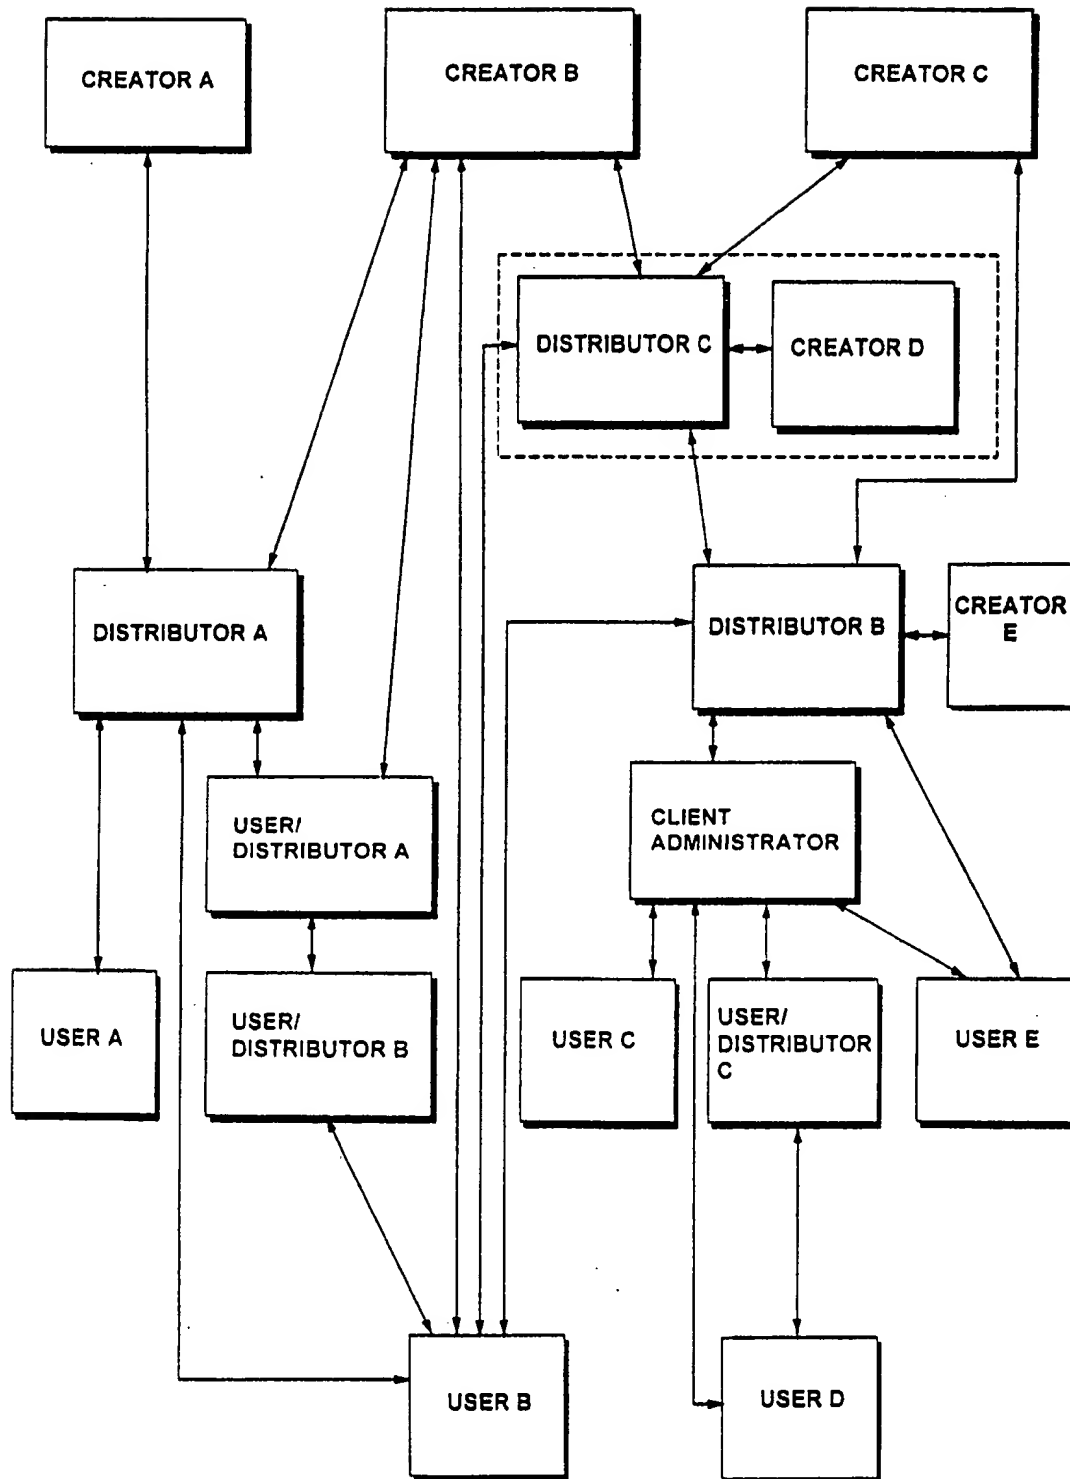 CREATOR A
CREATOR B
CREATOR C
DISTRIBUTOR C
CREATOR D
DISTRIBUTOR A
DISTRIBUTOR B
CREATOR
E
USER/
DISTRIBUTOR A
CLIENT
ADMINISTRATOR
USER A
USER/
DISTRIBUTOR B
USER C
USER/
DISTRIBUTOR
C
USER E
USER B
USER D